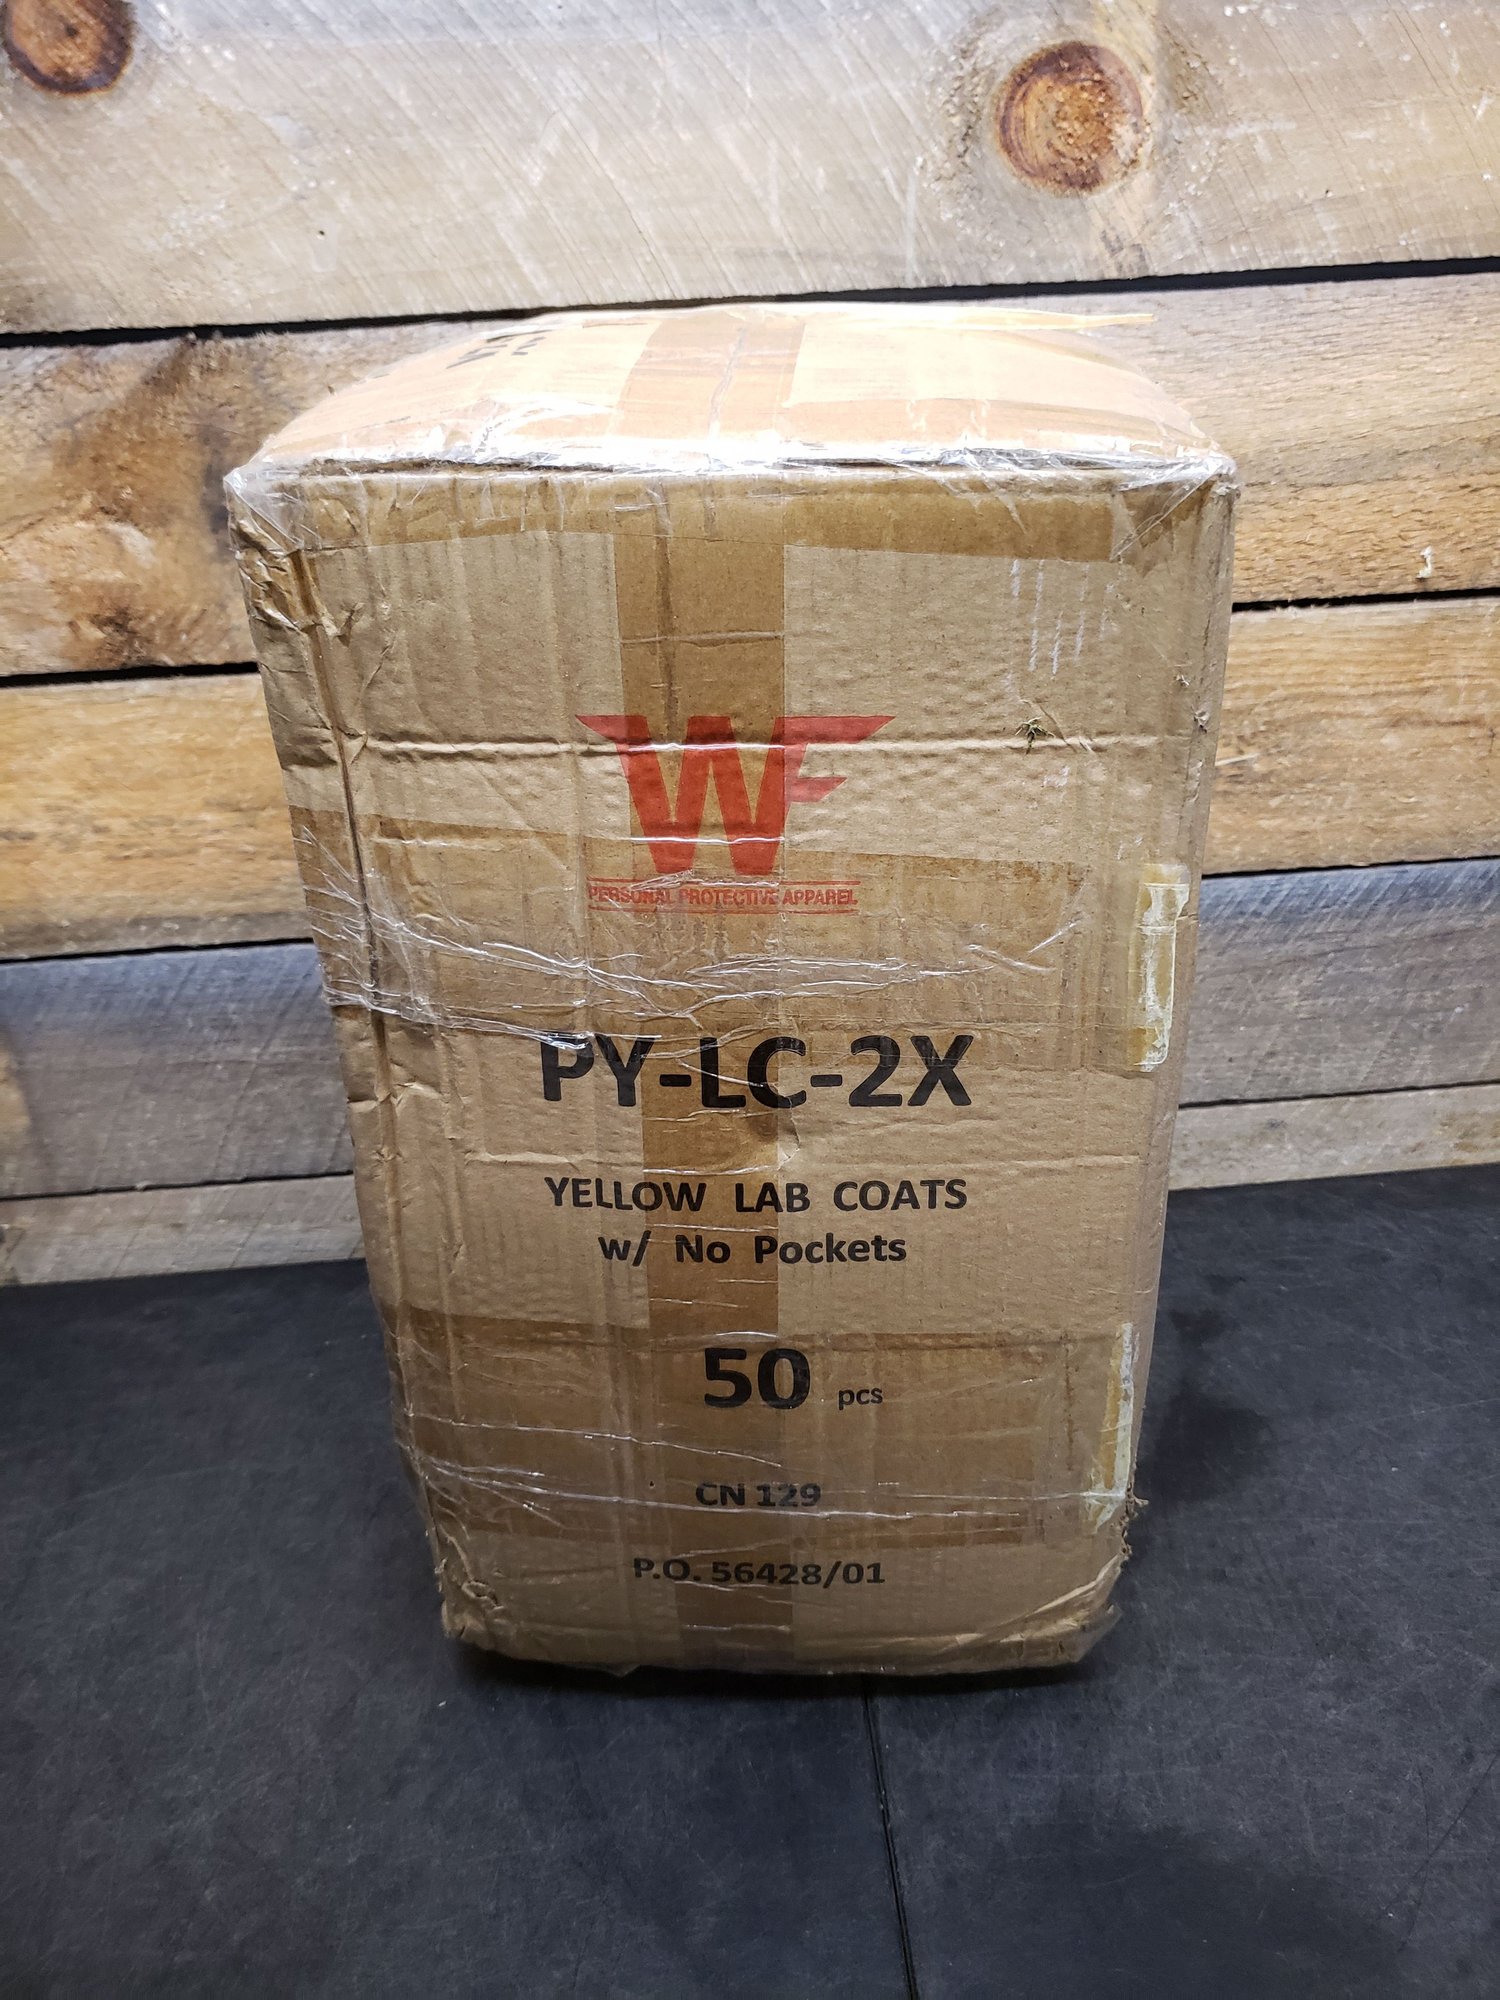 WF
PERSONAL PROTECTIVE APPAREL
PY-LC-2X
YELLOW LAB COATS
w/ No Pockets
50 pcs
CN 129
P.O. 56428/01